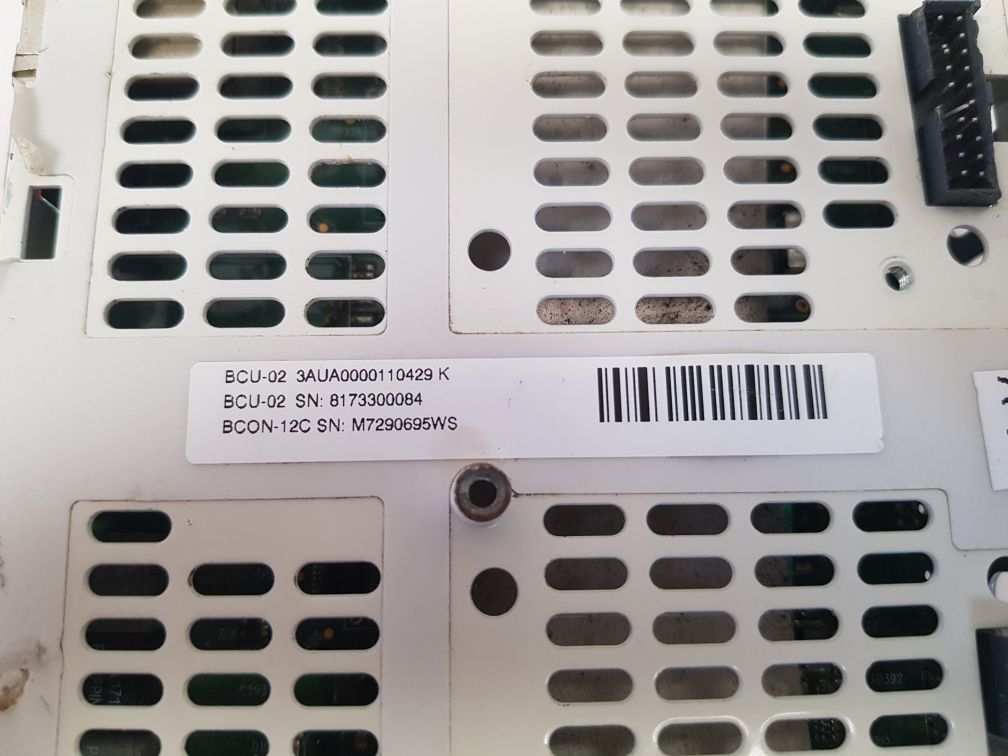 BCU-02 3AUA0000110429 K
BCU-02 SN: 8173300084
BCON-12C SN: M7290695WS